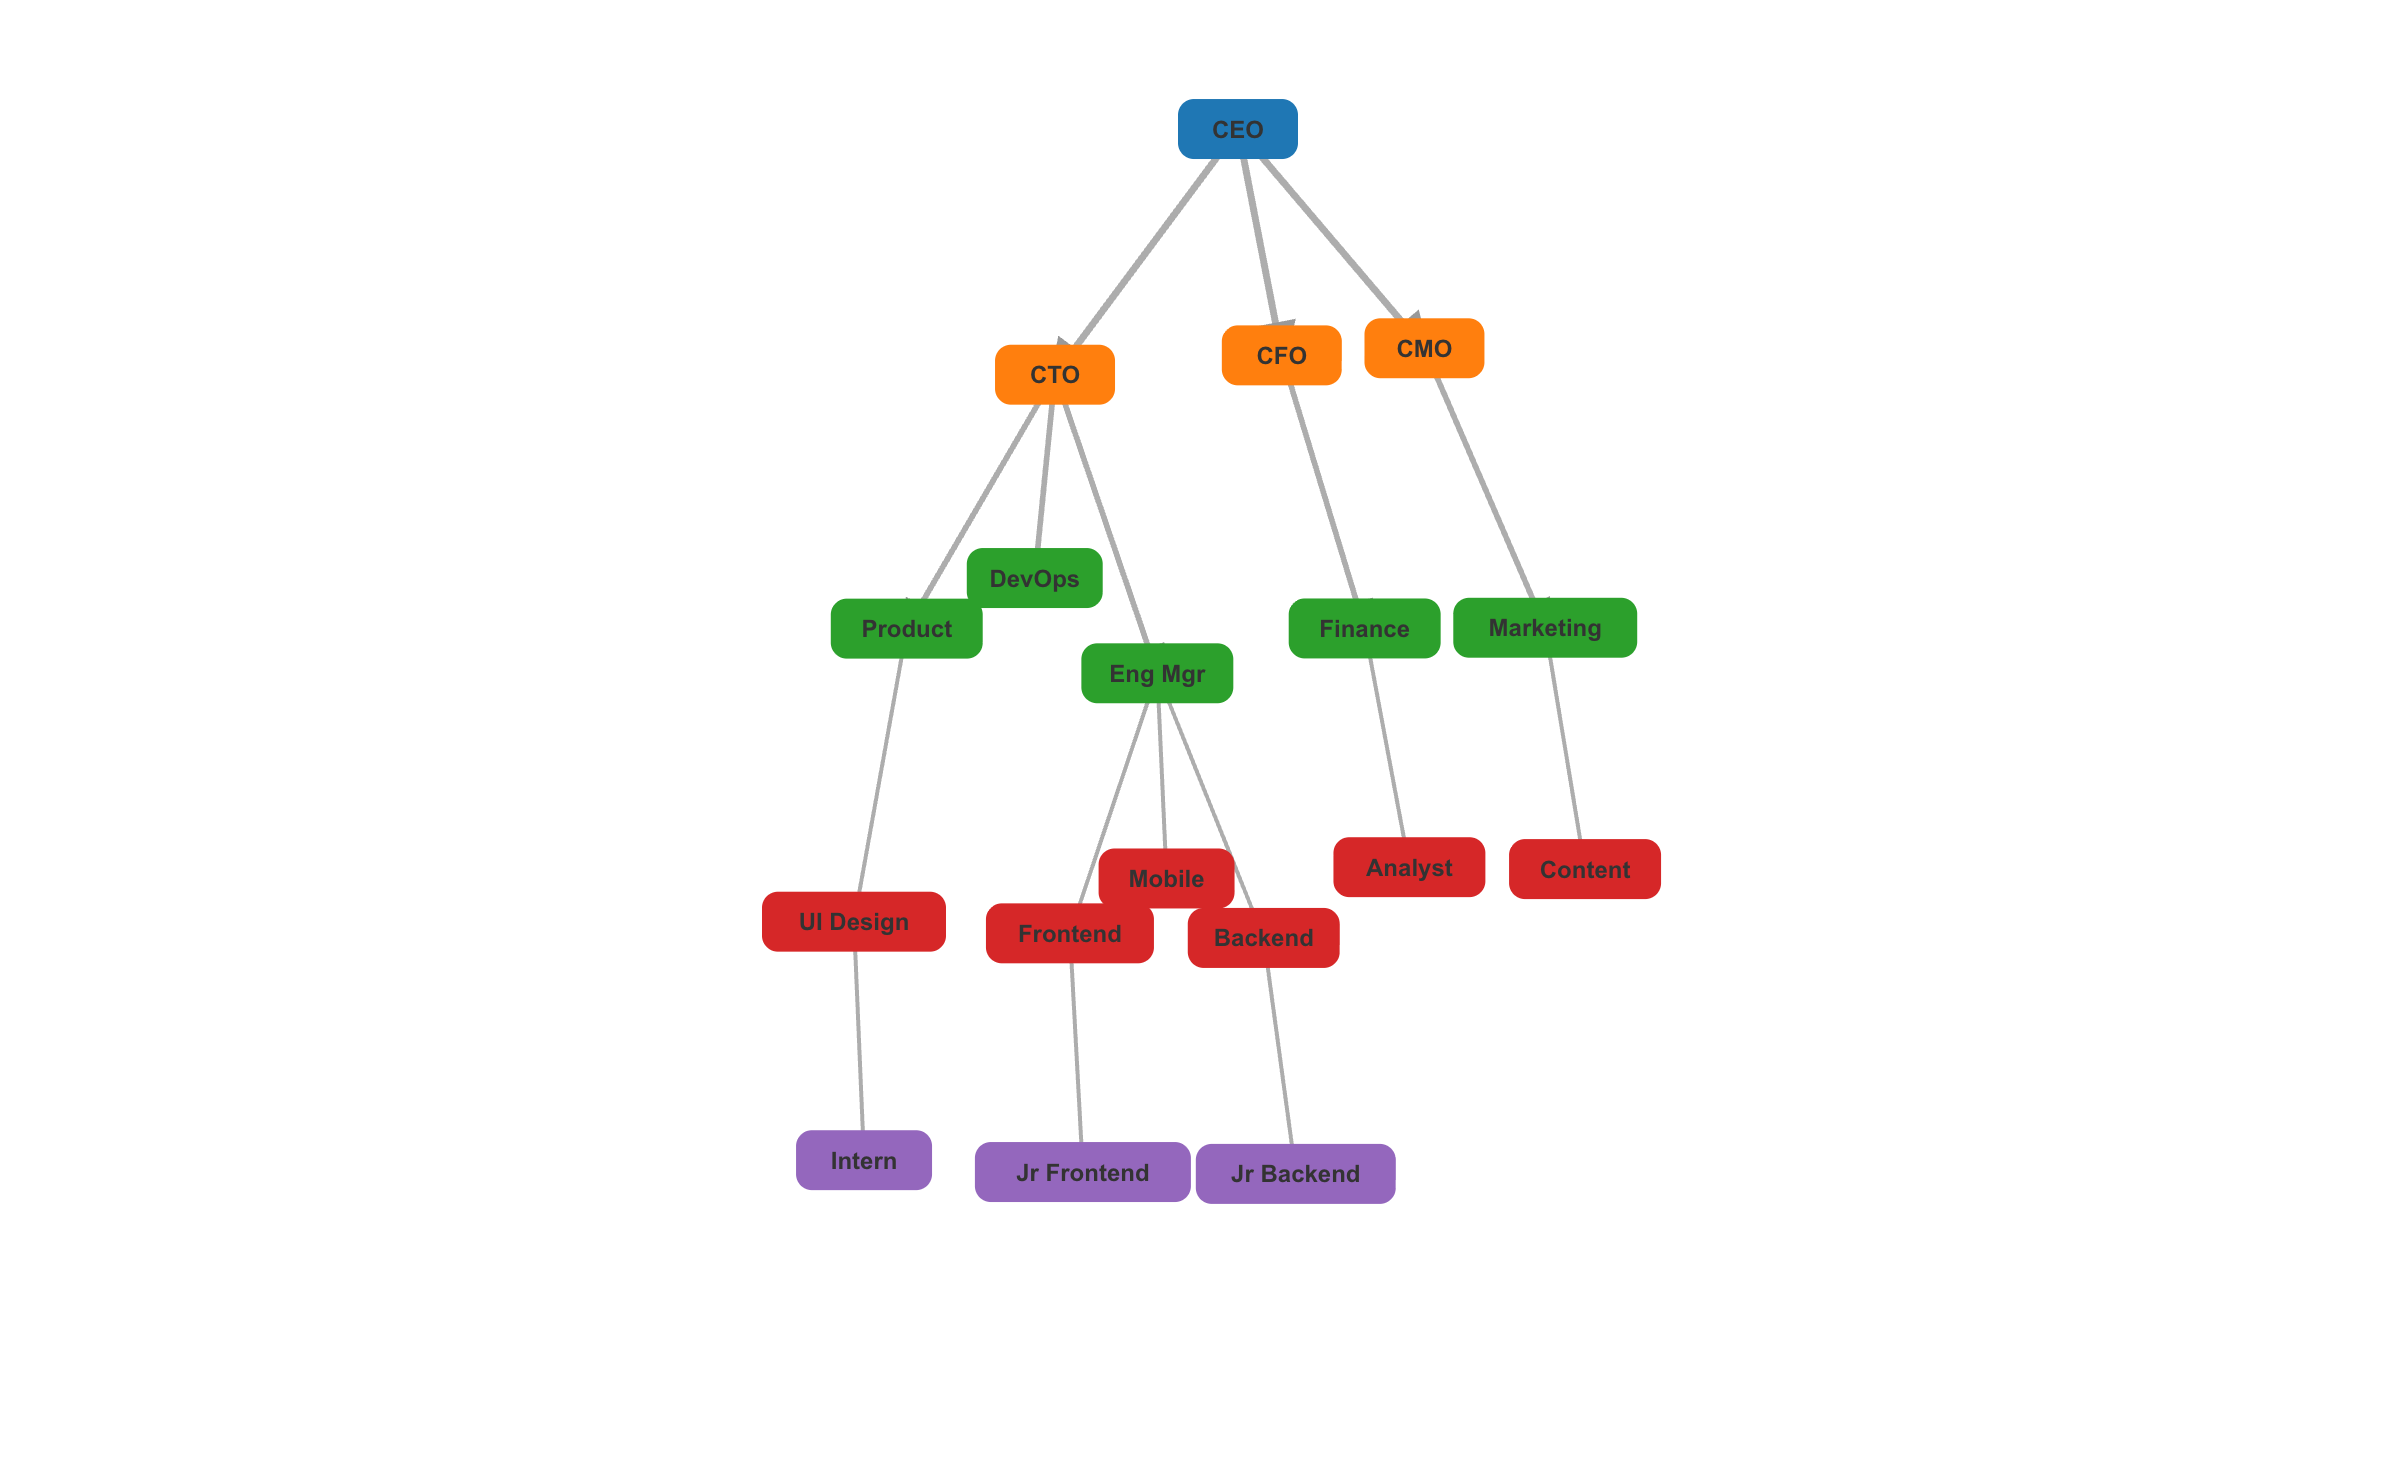 CEO
CTO
CFO
CMO
DevOps
Product
Finance
Marketing
Eng Mgr
Mobile
Analyst
Content
UI Design
Frontend
Backend
Intern
Jr Frontend
Jr Backend